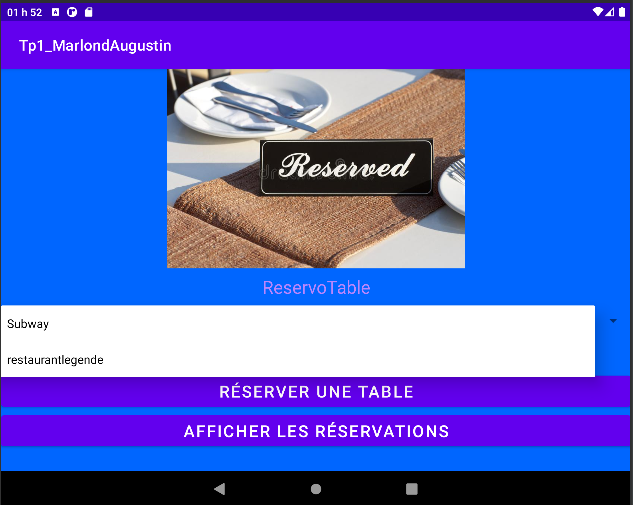 01 h 52
Tp1_MarlondAugustin
Reserved
ReservoTable
Subway
restaurantlegende
RÉSERVER UNE TABLE
AFFICHER LES RÉSERVATIONS